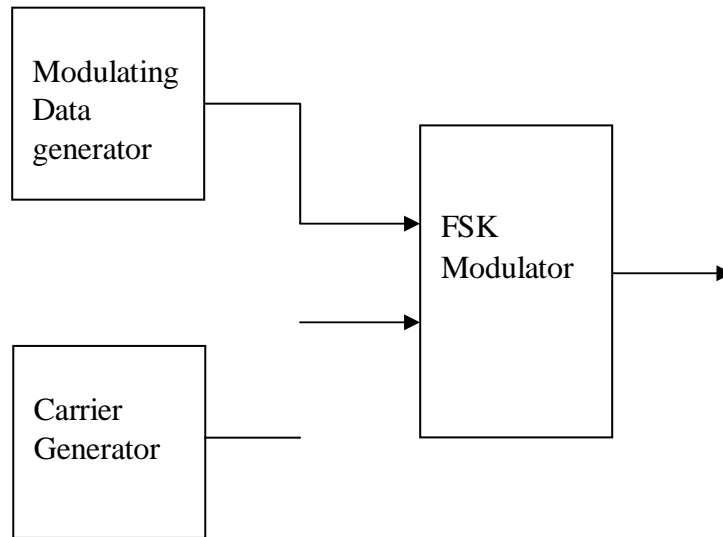 Modulating
Data
generator
FSK
Modulator
Carrier
Generator